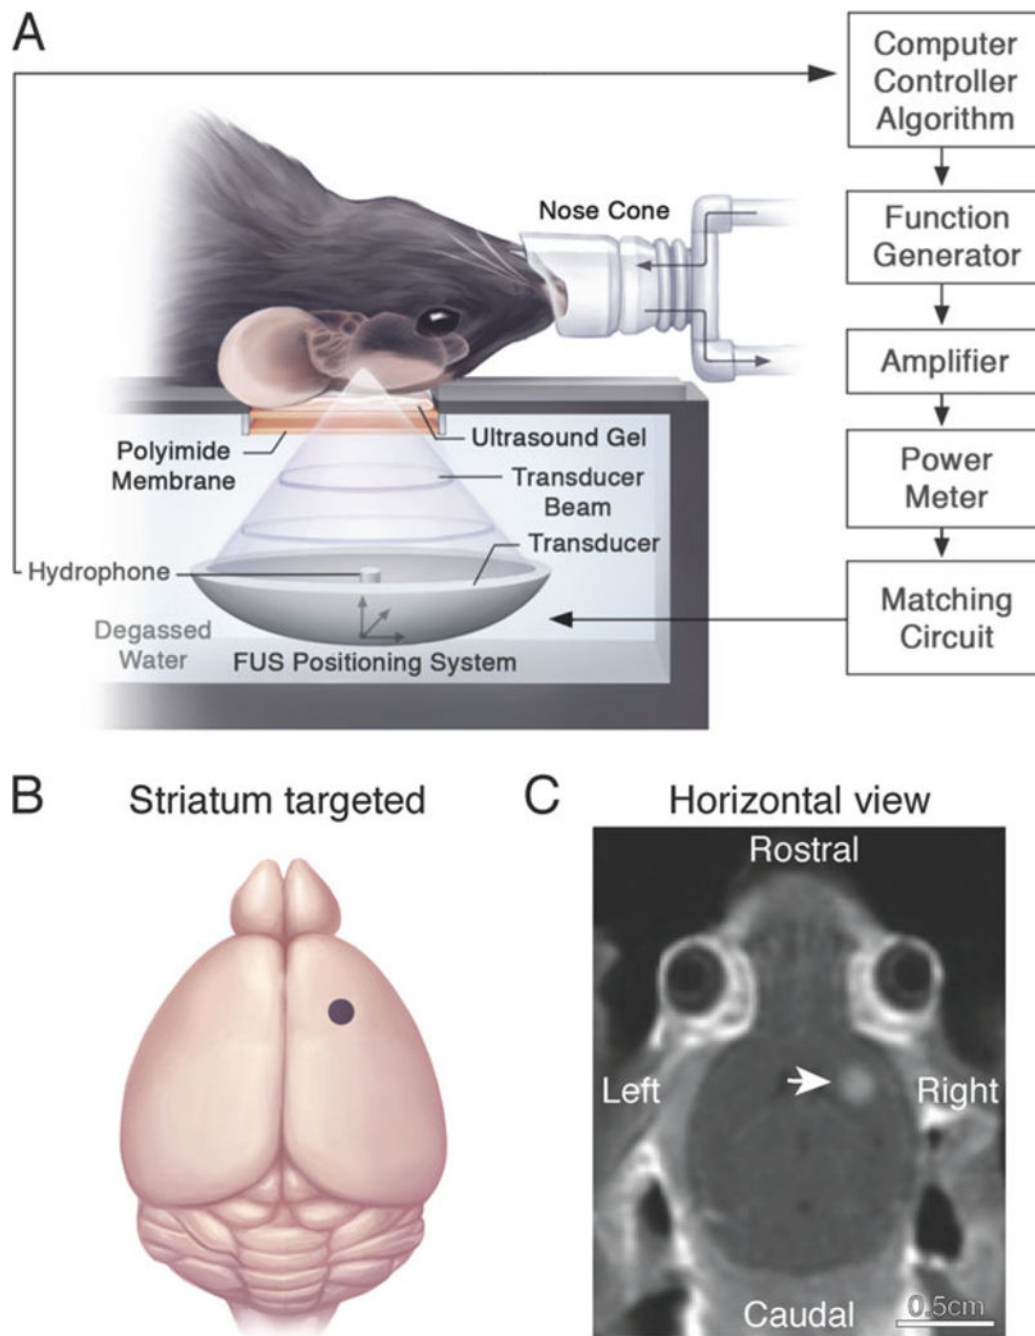 A
Computer
Controller
Algorithm
Nose Cone
Function
Generator
Amplifier
Polyimide
Membrane
Ultrasound Gel
Transducer
Beam
Power
Meter
Transducer
Hydrophone
Degassed
Water
FUS Positioning System
Matching
Circuit
B
Striatum targeted
C
Horizontal view
Rostral
Left
Right
Caudal
0.5cm